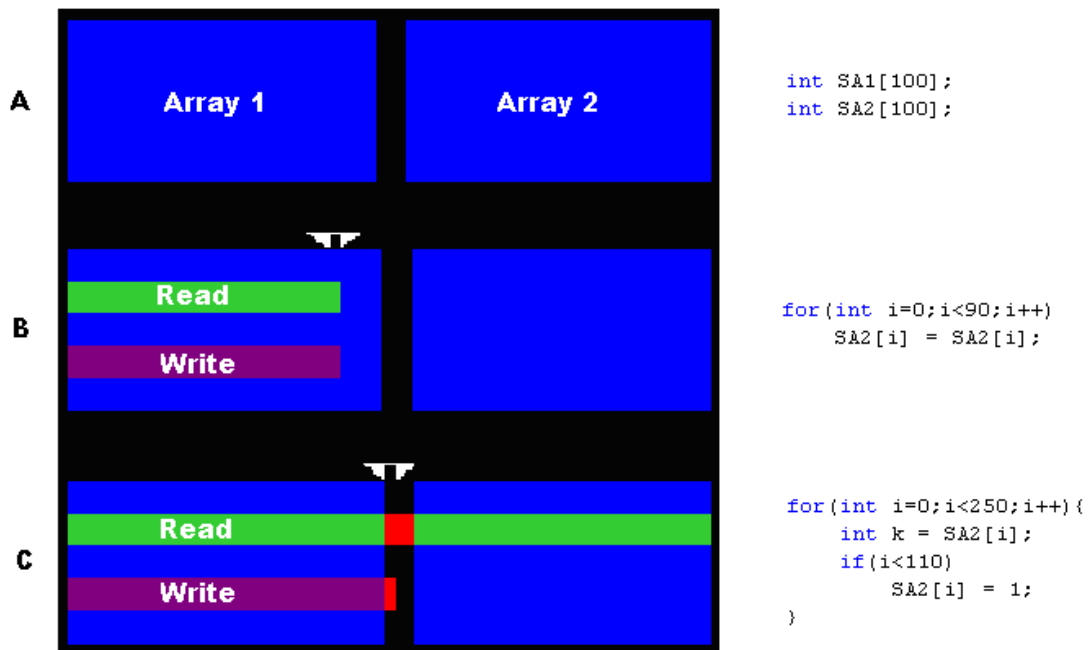 A
Array 1
Array 2
int SA1[100];
int SA2[100];
B
Read
Write
for(int i=0;i<90;i++)
SA2[i] = SA2[i];
C
Read
Write
for(int i=0;i<250;i++){
int k = SA2[i];
if(i<110)
SA2[i] = 1;
}